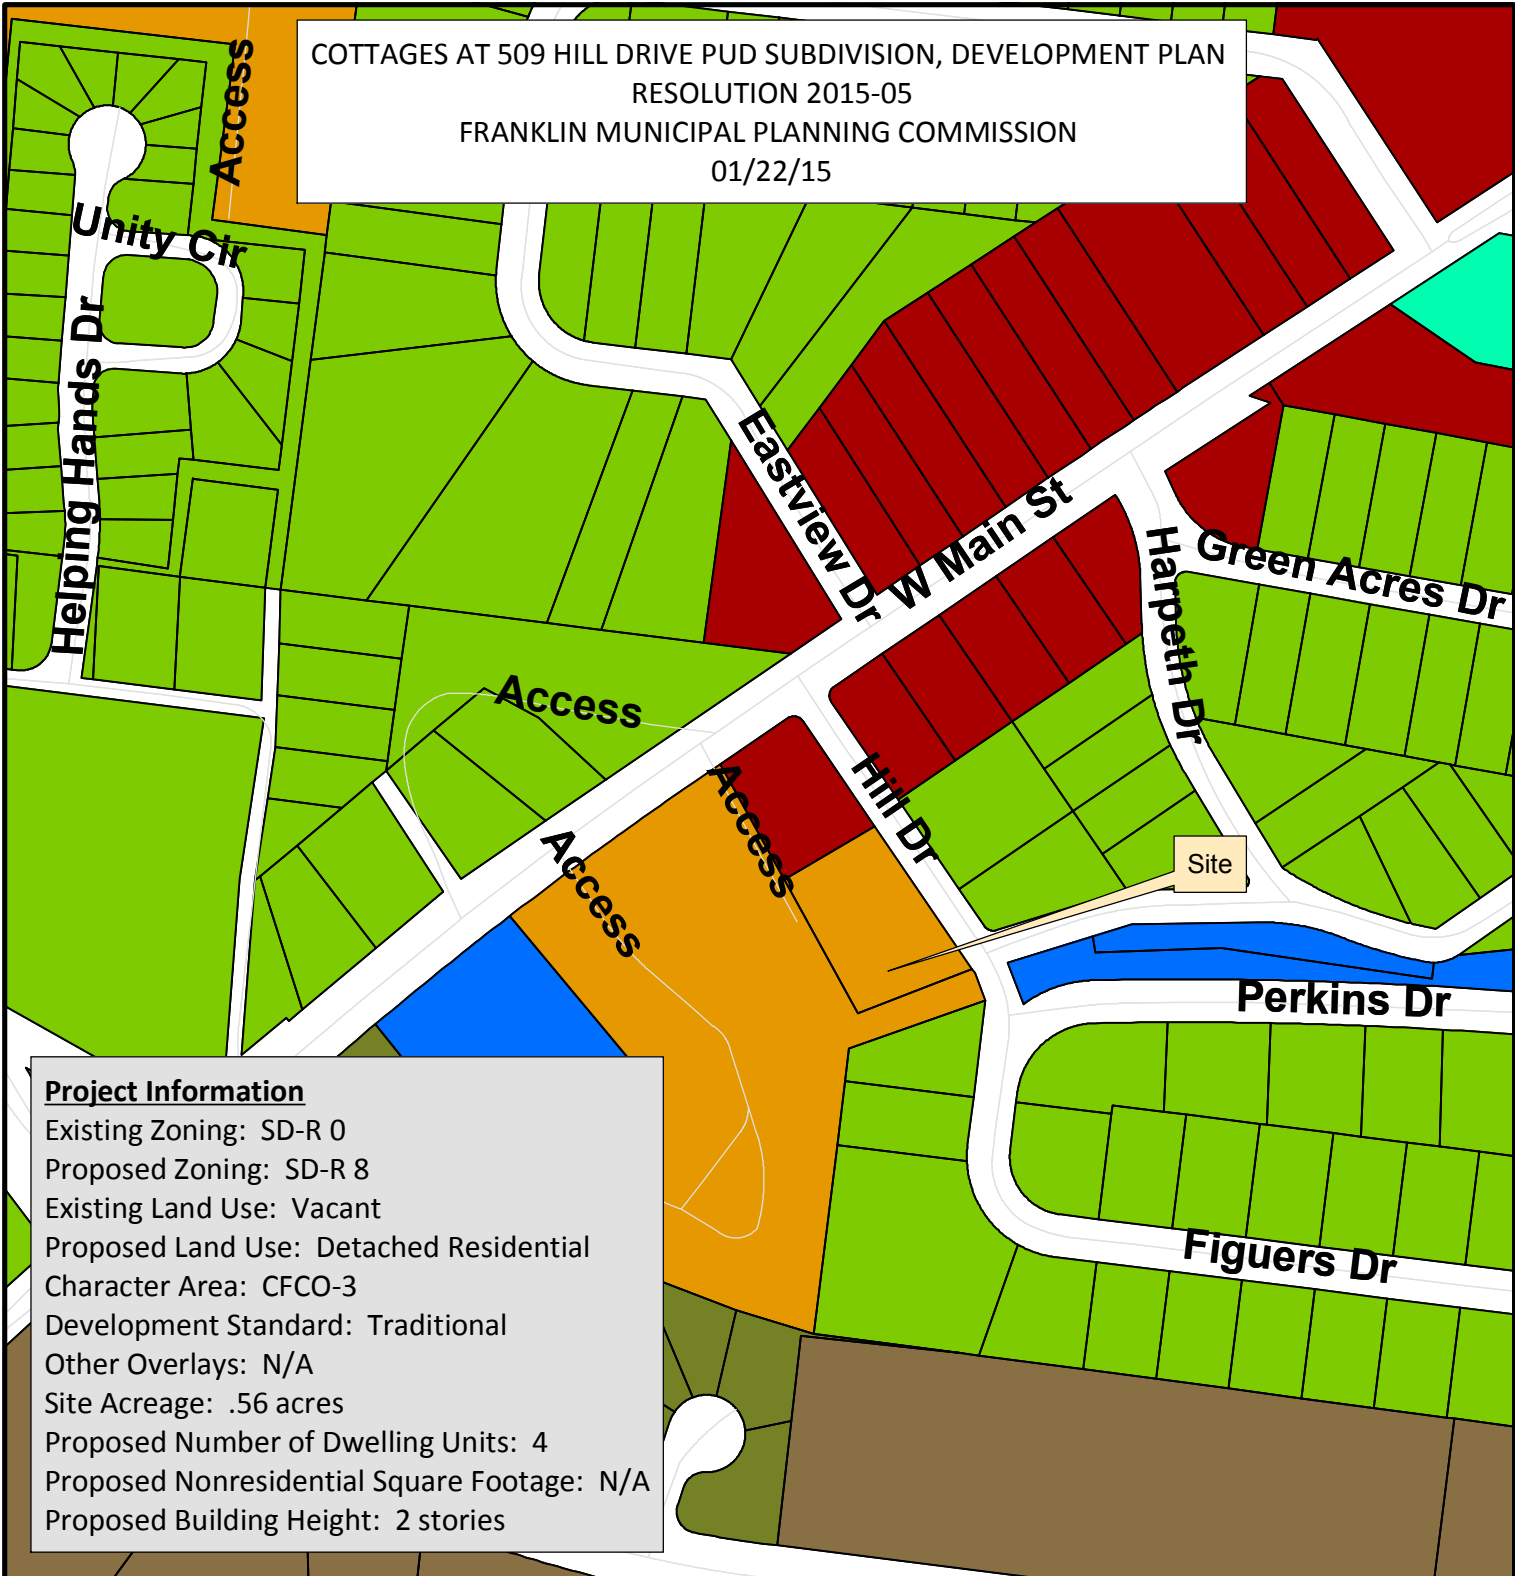 COTTAGES AT 509 HILL DRIVE PUD SUBDIVISION, DEVELOPMENT PLAN
RESOLUTION 2015-05
FRANKLIN MUNICIPAL PLANNING COMMISSION
01/22/15
Access
Unity Cir
Helping Hands Dr
Eastview Dr
W Main St
Harpeth Dr
Green Acres Dr
Access
Access
Access
Hill Dr
Site
Perkins Dr
Figuers Dr
Project Information
Existing Zoning: SD-R 0
Proposed Zoning: SD-R 8
Existing Land Use: Vacant
Proposed Land Use: Detached Residential
Character Area: CFCO-3
Development Standard: Traditional
Other Overlays: N/A
Site Acreage: .56 acres
Proposed Number of Dwelling Units: 4
Proposed Nonresidential Square Footage: N/A
Proposed Building Height: 2 stories